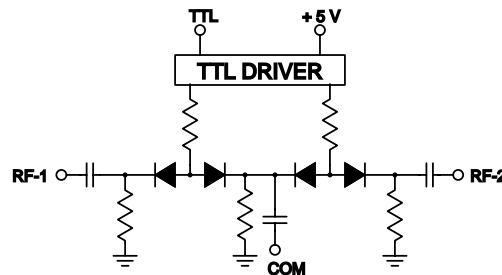 TTL
+ 5 V
TTL DRIVER
RF-1
RF-2
COM